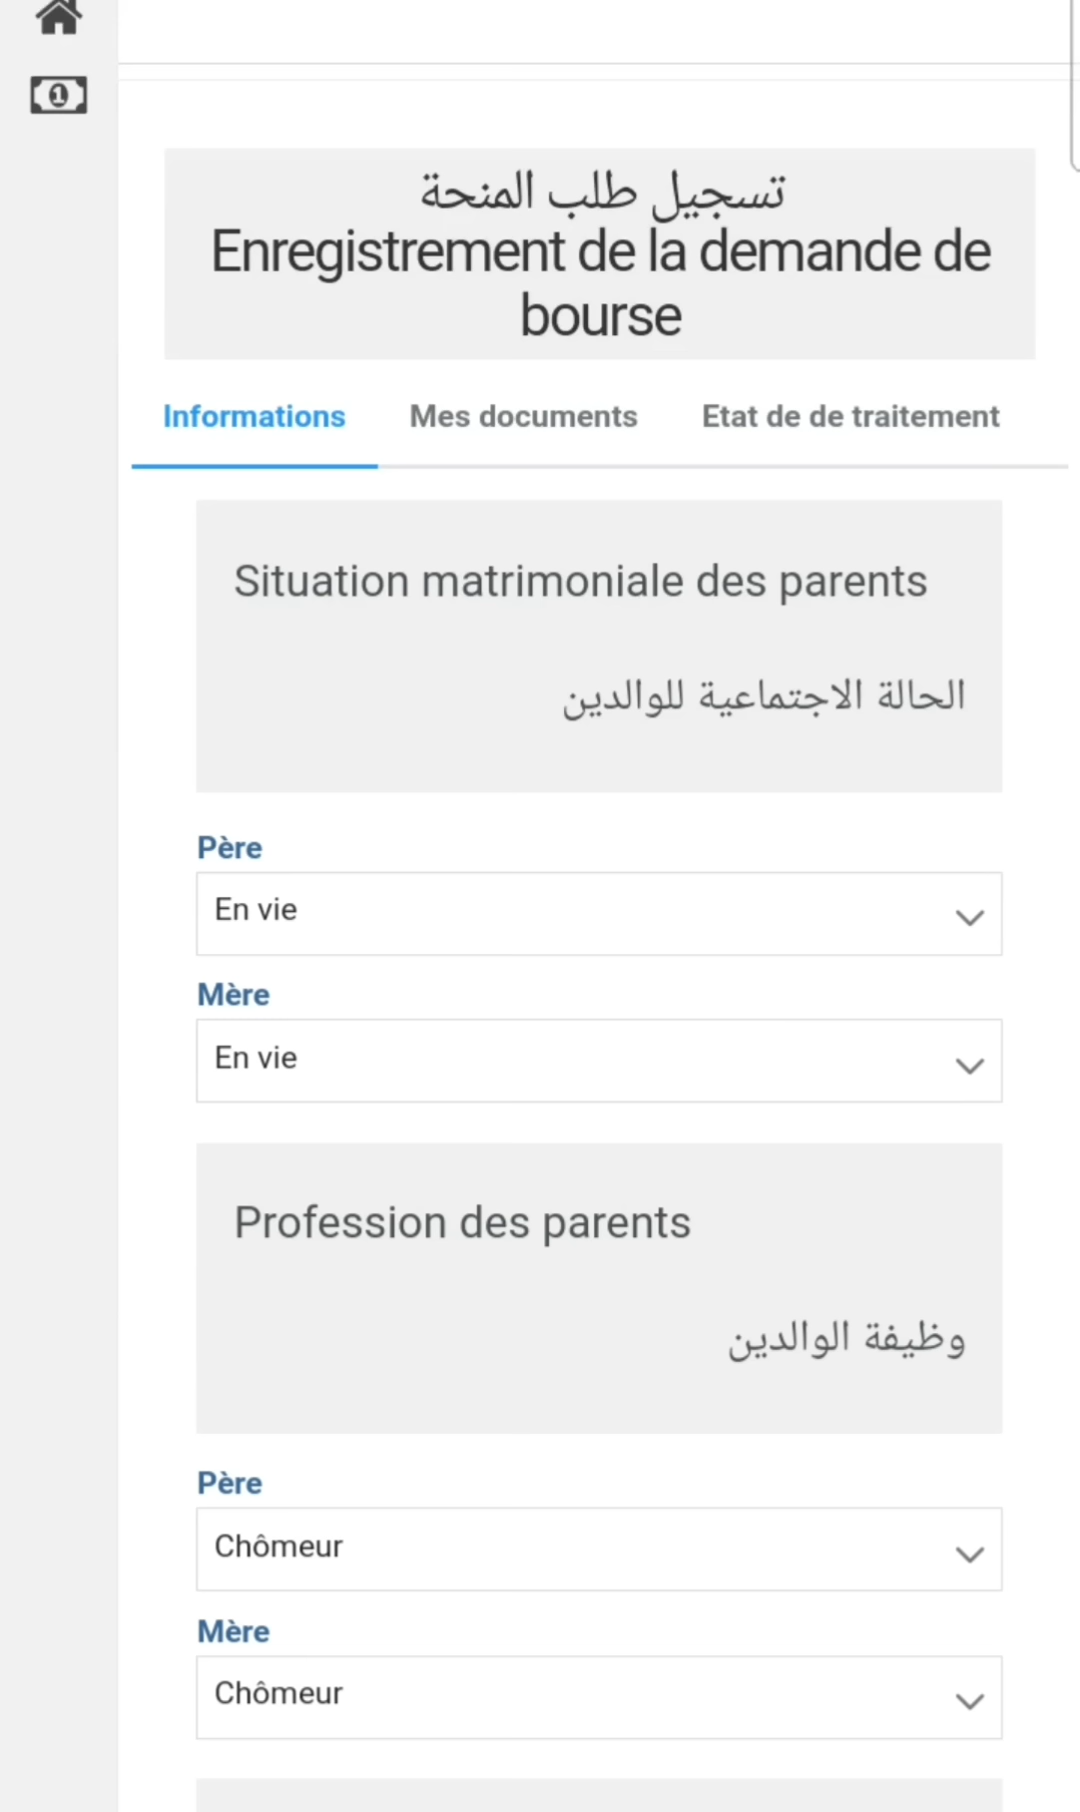 تسجيل طلب المنحة
Enregistrement de la demande de
bourse
Informations Mes documents Etat de de traitement
Situation matrimoniale des parents
الحالة الاجتماعية للوالدين
Père
En vie
Mère
En vie
Profession des parents
وظيفة الوالدين
Père
Chômeur
Mère
Chômeur